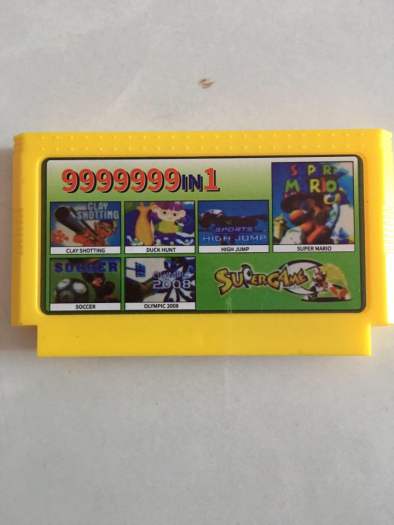 9999999IN1
SUPER
MARIO
CLAY
SHOTTING
SPORTS
HIGH JUMP
CLAY SHOTTING
DUCK HUNT
HIGH JUMP
SUPER MARIO
SOCCER
2008
SUPERGAME
SOCCER
OLYMPIC 2008